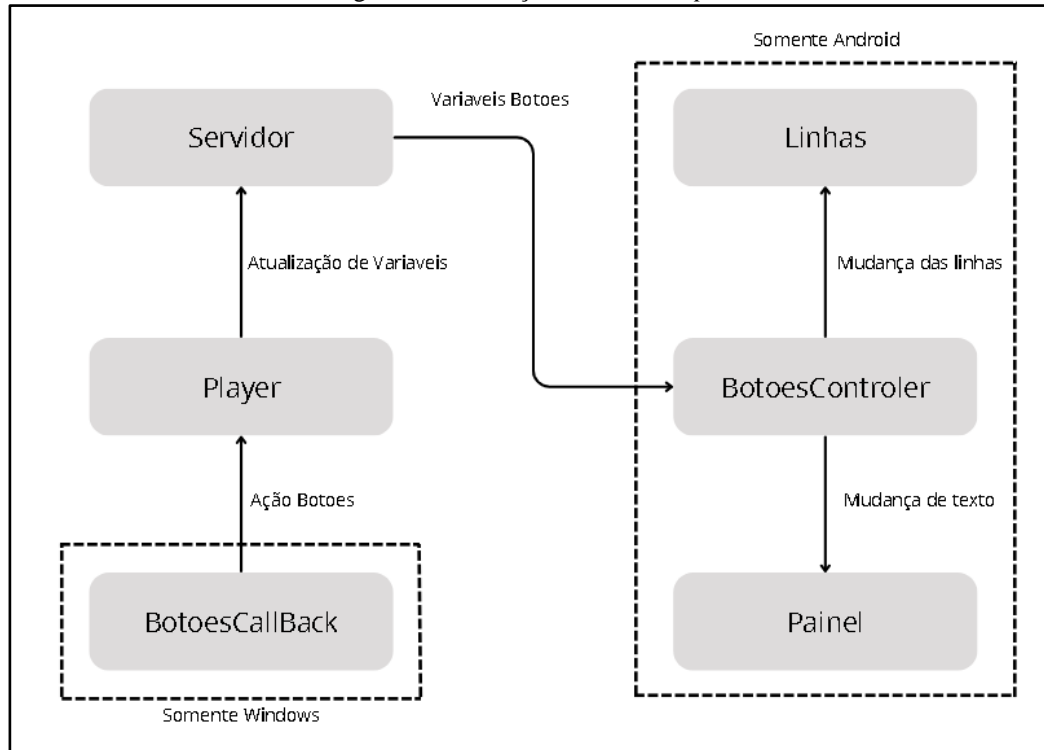 Somente Android
Variaveis Botoes
Servidor
Linhas
Atualização de Variaveis
Mudança das linhas
Player
BotoesControler
Ação Botoes
Mudança de texto
BotoesCallBack
Painel
Somente Windows